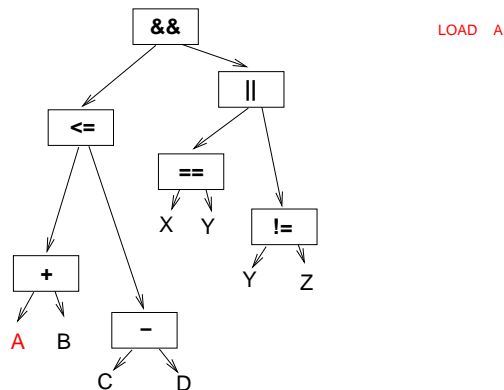 &&
LOAD A
||
<=
==
X Y
!=
+
Y Z
A B
-
C D